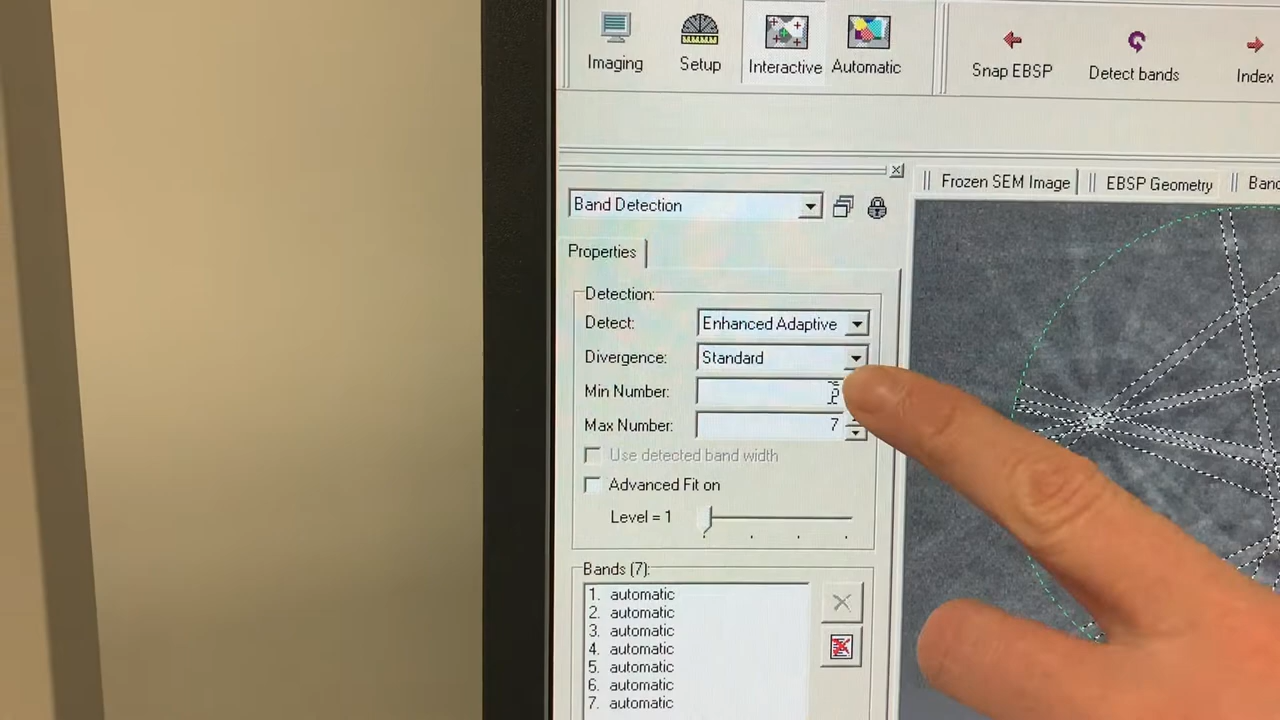 Imaging
Setup
Interactive
Automatic
Snap EBSP
Detect bands
Index
Band Detection
Frozen SEM Image
EBSP Geometry
Properties
Detection:
Detect:
Enhanced Adaptive
Divergence:
Standard
Min Number:
Max Number:
7
Use detected band width
Advanced Fit on
Level = 1
Bands (7):
1. automatic
2. automatic
3. automatic
4. automatic
5. automatic
6. automatic
7. automatic